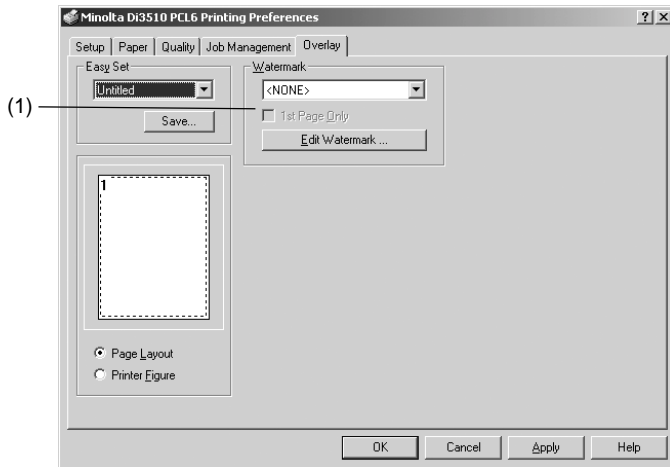 Minolta Di3510 PCL6 Printing Preferences
Setup Paper Quality Job Management Overlay
Easy Set
Untitled
Save...
Watermark
<NONE>
1st Page Only
Edit Watermark ...
(1)
1
Page Layout
Printer Figure
OK Cancel Apply Help